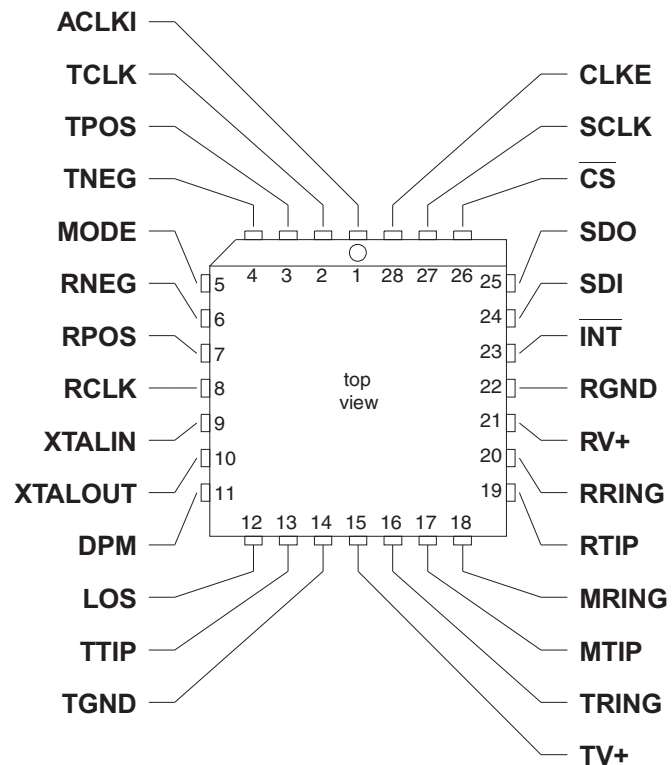 ACLKI
TCLK
TPOS
TNEG
MODE
RNEG
RPOS
RCLK
XTALIN
XTALOUT
DPM
LOS
TTIP
TGND
CLKE
SCLK
C̅S̅
SDO
SDI
I̅N̅T̅
RGND
RV+
RRING
RTIP
MRING
MTIP
TRING
TV+
4 3 2 1 28 27 26
5
6
7
8
9
10
11
25
24
23
22
21
20
19
top
view
12 13 14 15 16 17 18